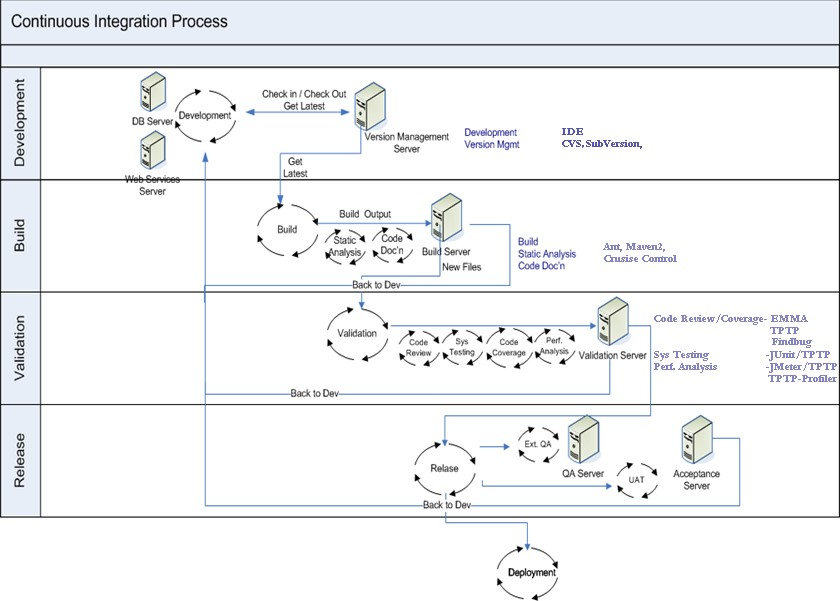 Continuous Integration Process
Development
DB Server
Development
Check in / Check Out
Get Latest
Version Management
Server
Development
Version Mgmt
IDE
CVS, SubVersion,
Web Services
Server
Get
Latest
Build
Build
Build Output
Static
Analysis
Code
Doc'n
Build Server
New Files
Build
Static Analysis
Code Doc'n
Ant, Maven2,
Crusise Control
Back to Dev
Validation
Validation
Code
Review
Sys
Testing
Code
Coverage
Perf.
Analysis
Validation Server
Code Review/Coverage- EMMA
TPTP
Findbug
Sys Testing -JUnit/TPTP
Perf. Analysis -JMeter/TPTP
TPTP-Profiler
Back to Dev
Release
Relase
Ext. QA
QA Server
UAT
Acceptance
Server
Back to Dev
Deployment